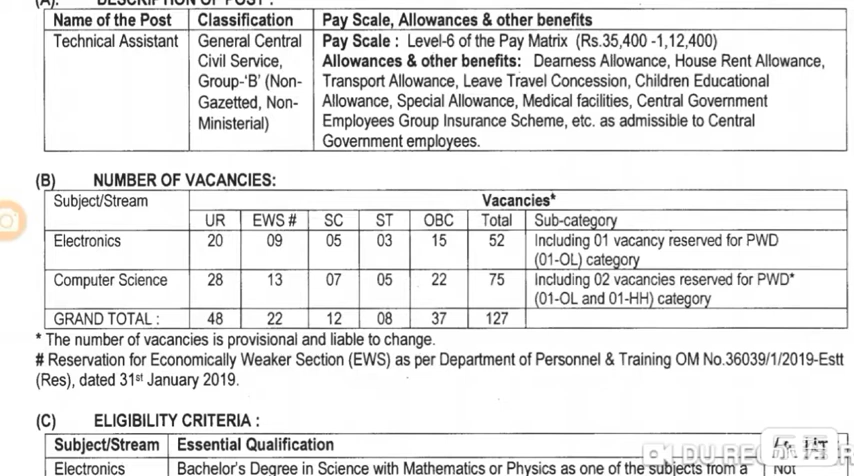 (A). DESCRIPTION OF POST :
Name of the Post Classification Pay Scale, Allowances & other benefits
Technical Assistant General Central Pay Scale : Level-6 of the Pay Matrix (Rs.35,400 -1,12,400)
Civil Service, Allowances & other benefits: Dearness Allowance, House Rent Allowance,
Group-'B' (Non- Transport Allowance, Leave Travel Concession, Children Educational
Gazetted, Non- Allowance, Special Allowance, Medical facilities, Central Government
Ministerial) Employees Group Insurance Scheme, etc. as admissible to Central
Government employees.
(B) NUMBER OF VACANCIES:
Subject/Stream Vacancies*
UR EWS # SC ST OBC Total Sub-category
Electronics 20 09 05 03 15 52 Including 01 vacancy reserved for PWD
(01-OL) category
Computer Science 28 13 07 05 22 75 Including 02 vacancies reserved for PWD*
(01-OL and 01-HH) category
GRAND TOTAL : 48 22 12 08 37 127
* The number of vacancies is provisional and liable to change.
# Reservation for Economically Weaker Section (EWS) as per Department of Personnel & Training OM No.36039/1/2019-Estt
(Res), dated 31st January 2019.
(C) ELIGIBILITY CRITERIA :
Subject/Stream Essential Qualification
Electronics Bachelor's Degree in Science with Mathematics or Physics as one of the subjects from a Not